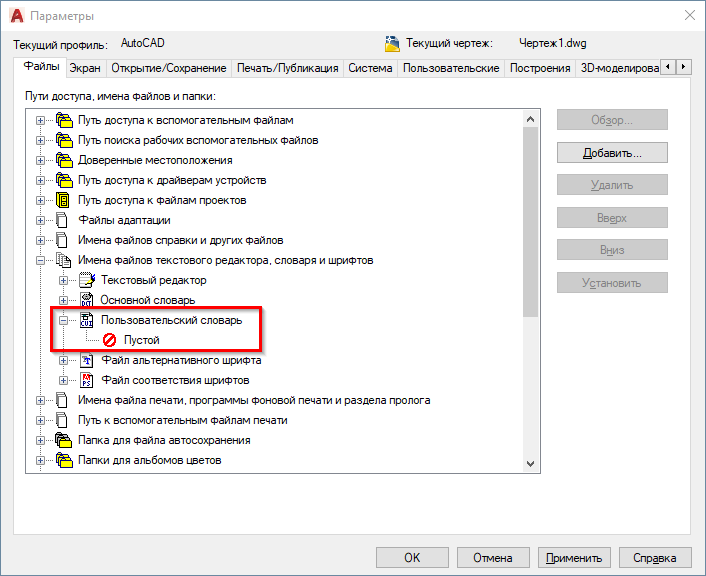 Параметры
Текущий профиль: AutoCAD Текущий чертеж: Чертеж1.dwg
Файлы Экран Открытие/Сохранение Печать/Публикация Система Пользовательские Построения 3D-моделирова
Пути доступа, имена файлов и папки:
Путь доступа к вспомогательным файлам
Путь поиска рабочих вспомогательных файлов
Доверенные местоположения
Путь доступа к драйверам устройств
Путь доступа к файлам проектов
Файлы адаптации
Имена файлов справки и других файлов
Имена файлов текстового редактора, словаря и шрифтов
Текстовый редактор
Основной словарь
Пользовательский словарь
Пустой
Файл альтернативного шрифта
Файл соответствия шрифтов
Имена файла печати, программы фоновой печати и раздела пролога
Путь к вспомогательным файлам печати
Папка для файла автосохранения
Папки для альбомов цветов
Обзор...
Добавить...
Удалить
Вверх
Вниз
Установить
OK Отмена Применить Справка